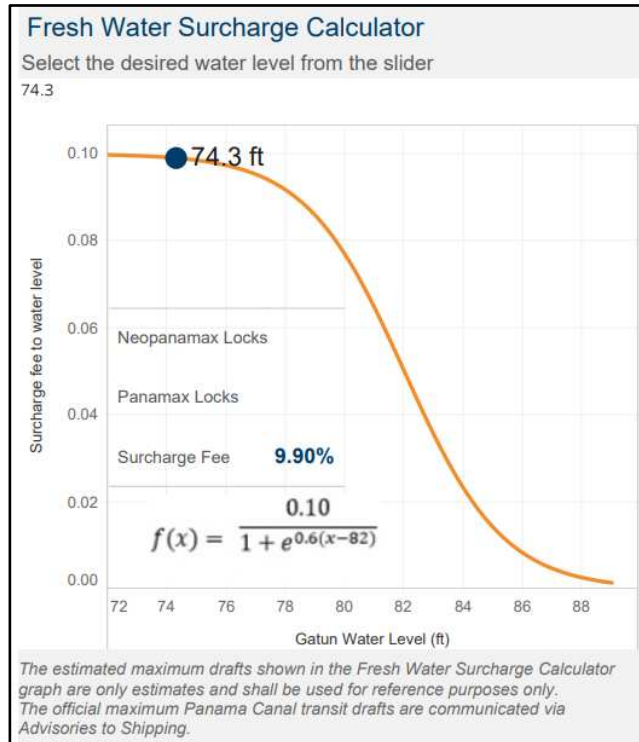 Fresh Water Surcharge Calculator
Select the desired water level from the slider
74.3
74.3 ft
0.10
0.08
0.06
0.04
0.02
0.00
Surcharge fee to water level
Neopanamax Locks
Panamax Locks
Surcharge Fee 9.90%
f(x) = 0.10 / 1 + e^0.6(x−82)
72 74 76 78 80 82 84 86 88
Gatun Water Level (ft)
The estimated maximum drafts shown in the Fresh Water Surcharge Calculator
graph are only estimates and shall be used for reference purposes only.
The official maximum Panama Canal transit drafts are communicated via
Advisories to Shipping.